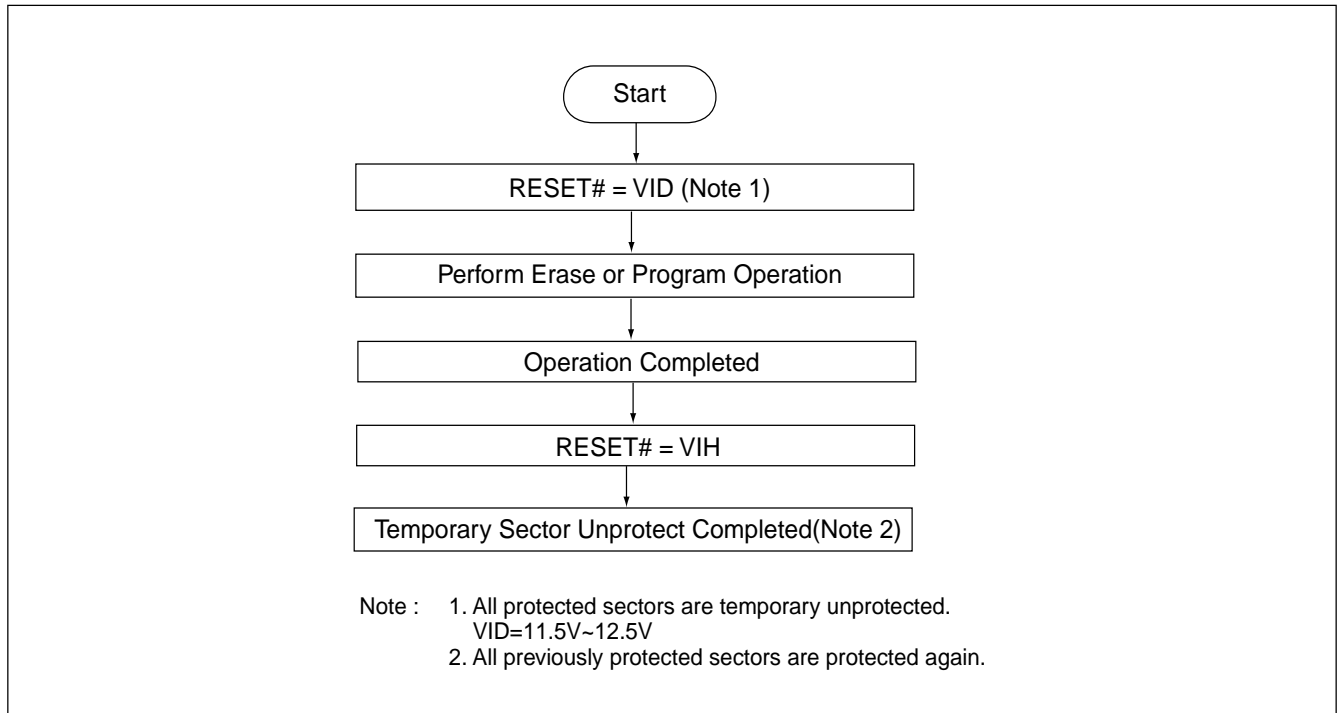 Start
RESET# = VID (Note 1)
Perform Erase or Program Operation
Operation Completed
RESET# = VIH
Temporary Sector Unprotect Completed(Note 2)
Note : 1. All protected sectors are temporary unprotected.
VID=11.5V~12.5V
2. All previously protected sectors are protected again.